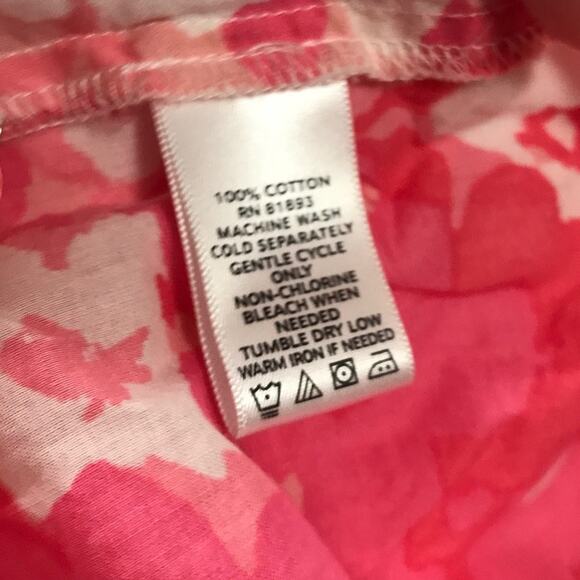 100% COTTON
RN 81893
MACHINE WASH
COLD SEPARATELY
GENTLE CYCLE
ONLY
NON-CHLORINE
BLEACH WHEN
NEEDED
TUMBLE DRY LOW
WARM IRON IF NEEDED